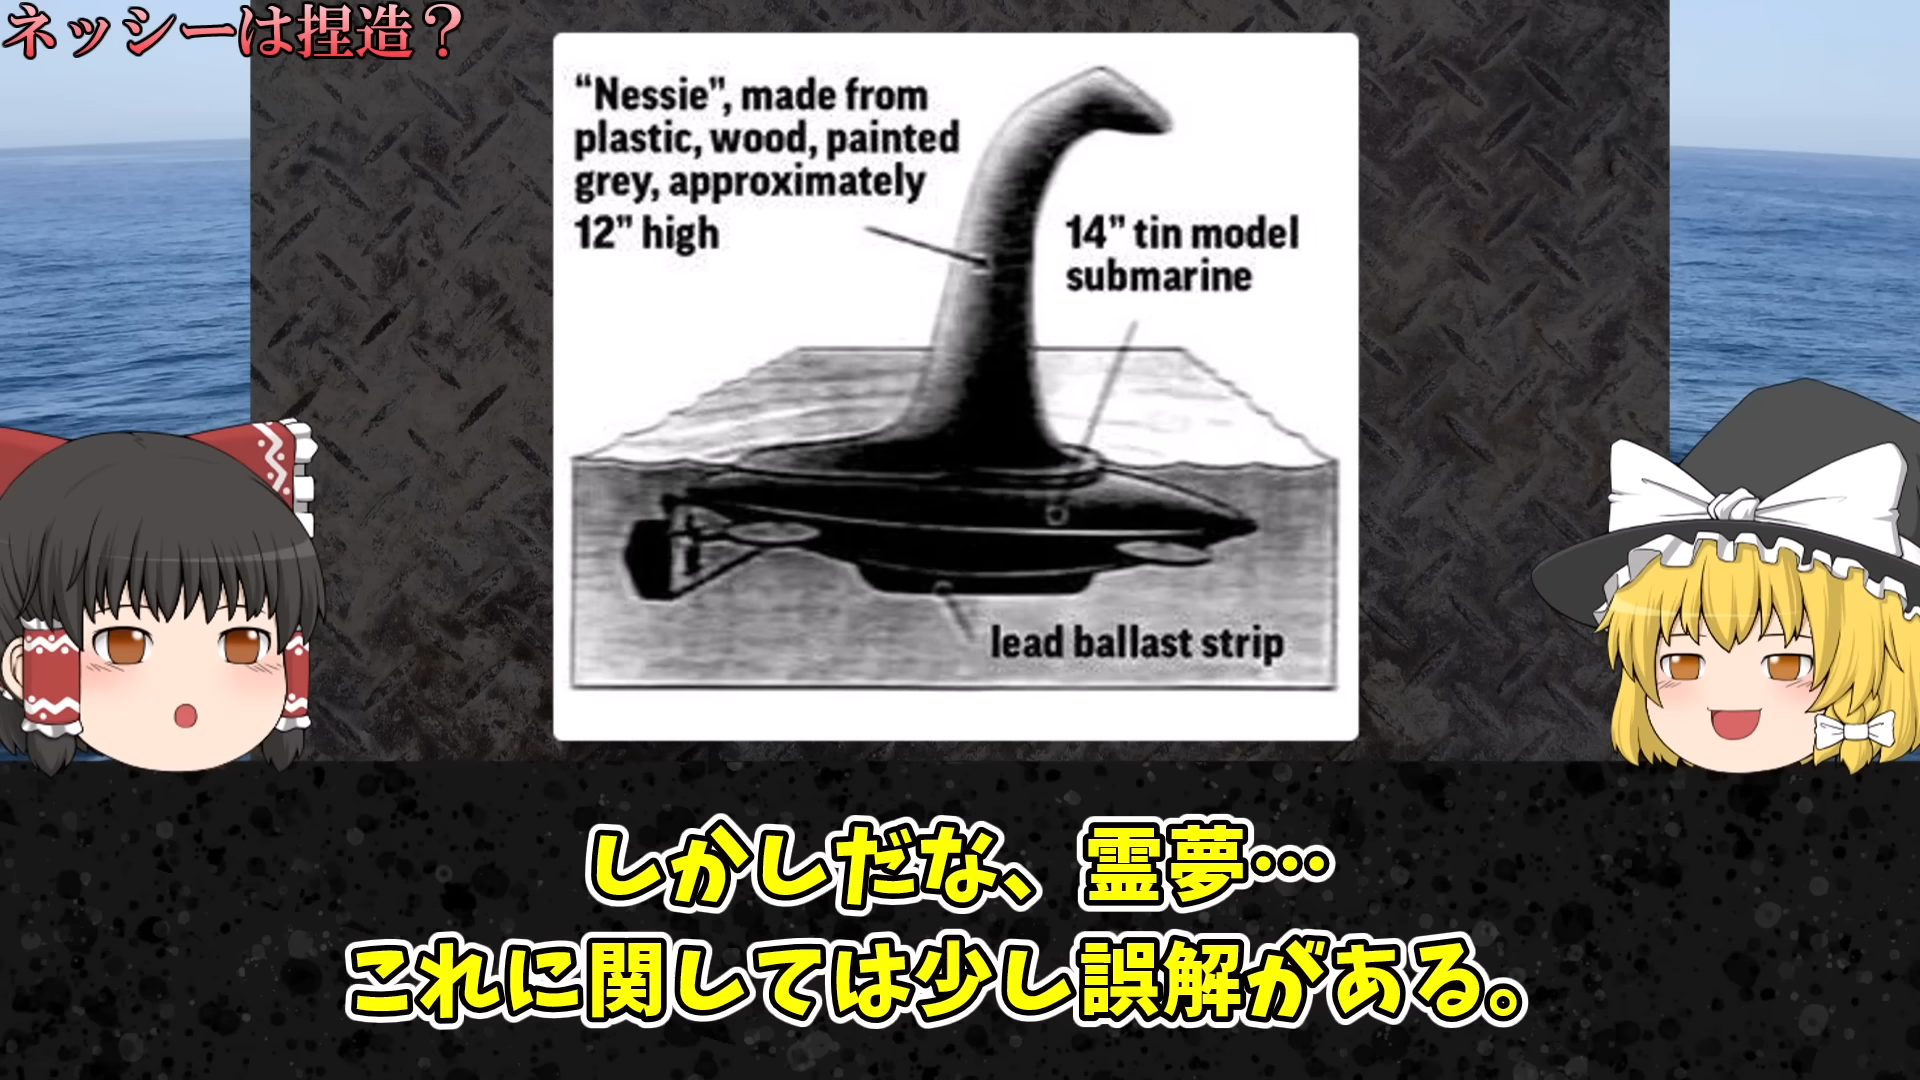 ネッシーは捏造？
“Nessie”, made from
plastic, wood, painted
grey, approximately
12” high
14” tin model
submarine
lead ballast strip
しかしだな、霊夢…
これに関しては少し誤解がある。